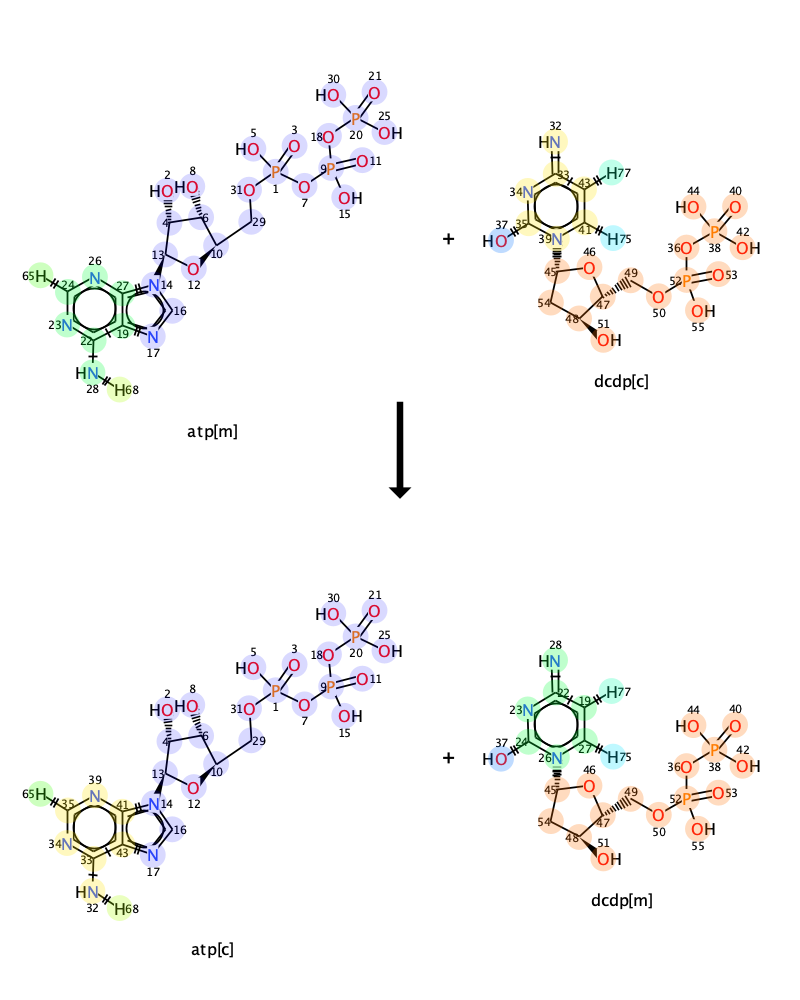 30
21
HO
O
5
3
18
O
P
25
OH
20
HO
O
2
8
P
9
P
O
11
HO
HO
31
O
1
O
7
OH
15
4
6
29
13
10
65
H
26
O
12
24
N
27
N
14
23
N
16
22
19
N
17
HN
H
68
28
atp[m]
+
32
HN
33
43
H
77
34
N
44
40
37
35
41
HO
O
HO
39
N
H
75
P
42
OH
46
36
O
38
45
O
49
52
P
O
53
54
47
O
50
48
51
OH
OH
55
dcdp[c]
30
21
HO
O
5
3
18
O
P
25
OH
20
HO
O
2
8
P
9
P
O
11
HO
HO
31
O
1
O
7
OH
15
4
6
29
13
10
65
H
39
O
12
35
N
41
N
14
34
N
16
33
43
N
17
HN
H
68
32
atp[c]
+
28
HN
22
19
H
77
23
N
44
40
37
24
27
HO
O
HO
26
N
H
75
P
42
OH
46
36
O
38
45
O
49
52
P
O
53
54
47
O
50
48
51
OH
OH
55
dcdp[m]